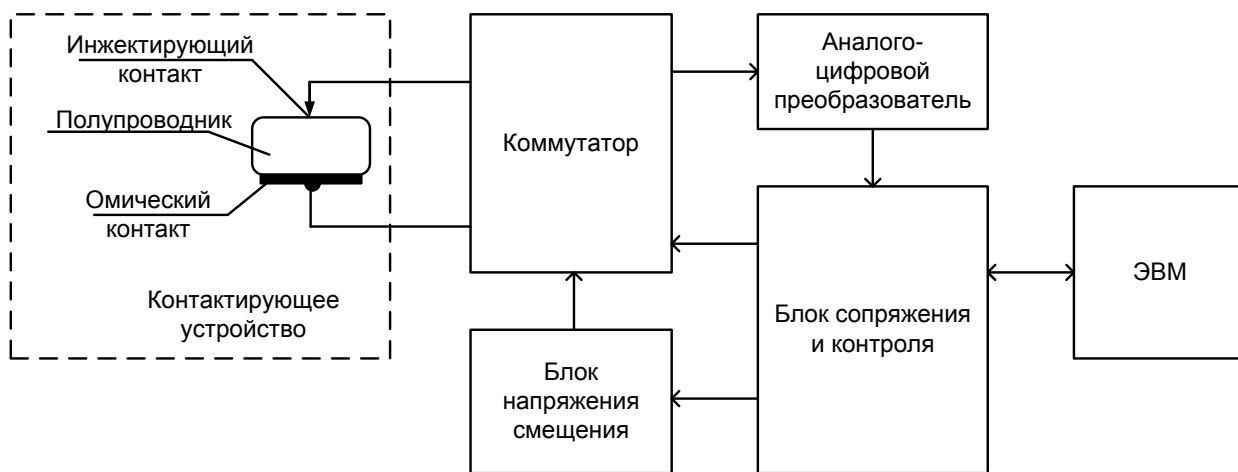 Инжектирующий
контакт
Полупроводник
Омический
контакт
Контактирующее
устройство
Коммутатор
Аналого-
цифровой
преобразователь
Блок
напряжения
смещения
Блок сопряжения
и контроля
ЭВМ